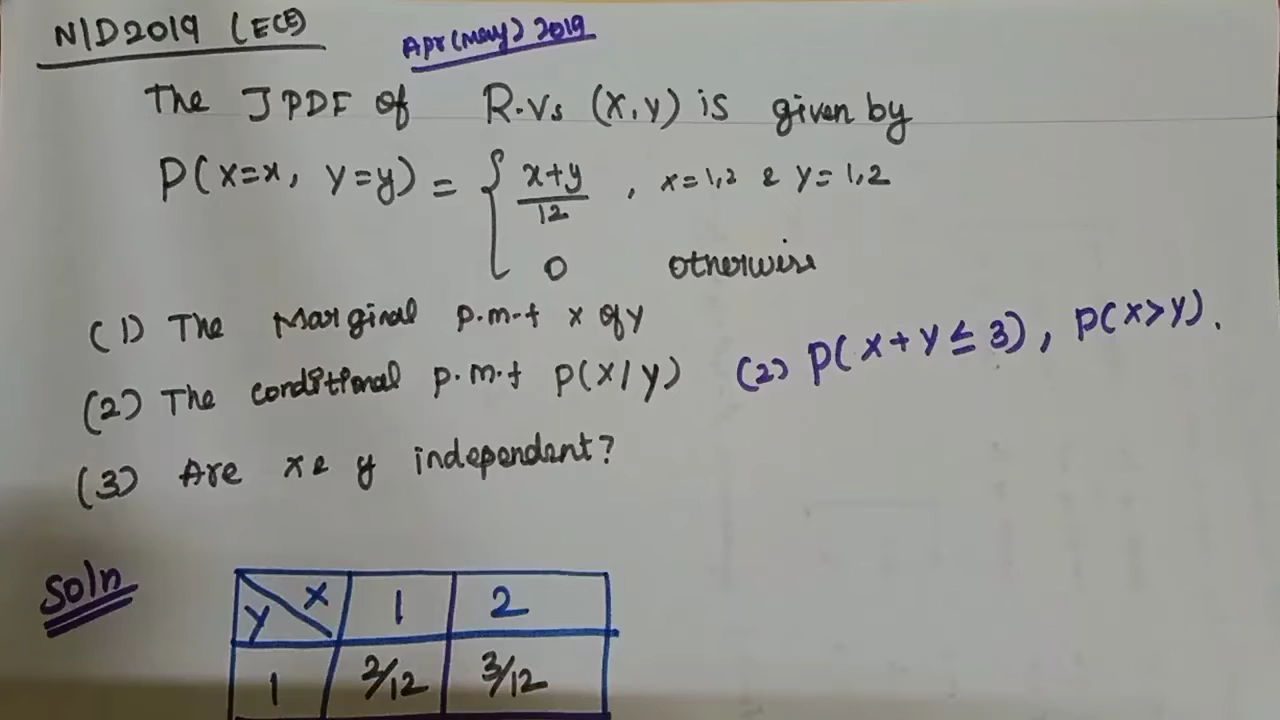 N/D2019 (ECE)
Apr(May) 2019
The JPDF of R.Vs (X,Y) is given by
P(X=x, Y=y) = { x+y/12 , x=1,2 & y=1,2
0 otherwise
(1) The Marginal p.m.f X of Y
(2) The conditional p.m.f P(X/Y) (2) P(X+Y≤3), P(X>Y).
(3) Are x & y independent?
Soln
Y X 1 2
1 2/12 3/12